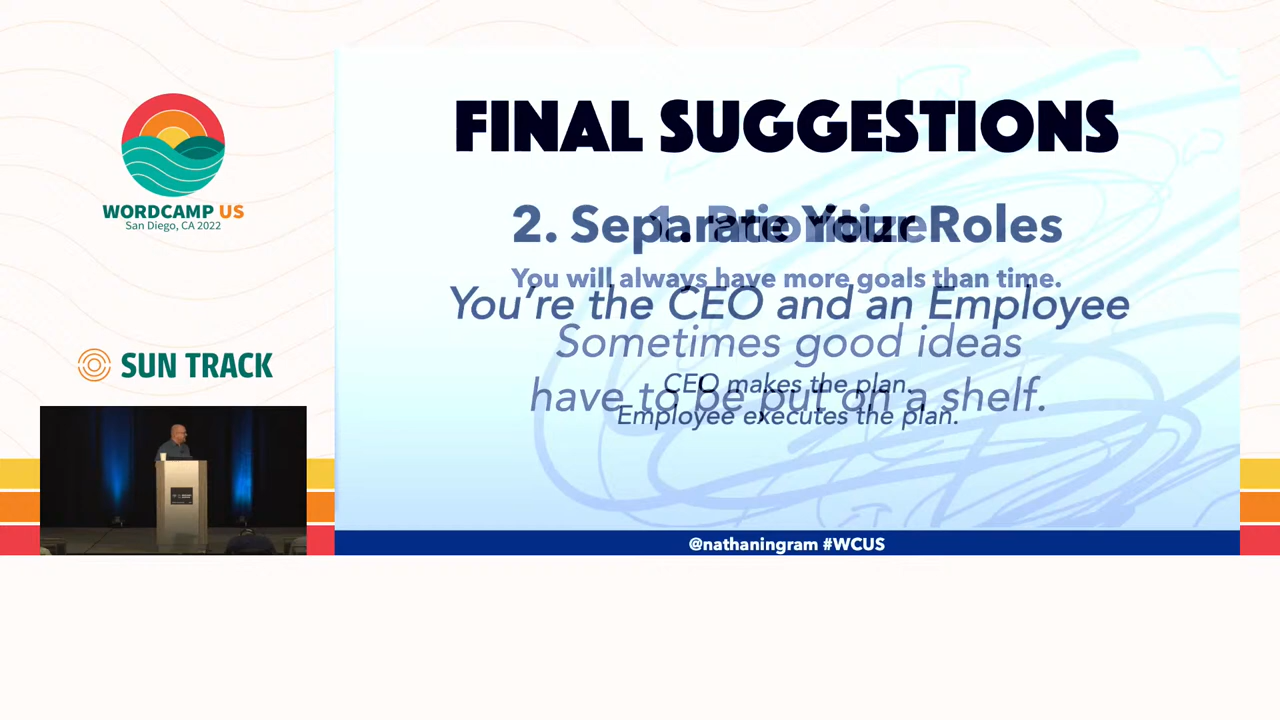 WORDCAMP US
San Diego, CA 2022
SUN TRACK
FINAL SUGGESTIONS
1. Prioritize
You will always have more goals than time.
Sometimes good ideas
have to be put on a shelf.
2. Separate Your Roles
You're the CEO and an Employee
CEO makes the plan.
Employee executes the plan.
@nathaningram #WCUS